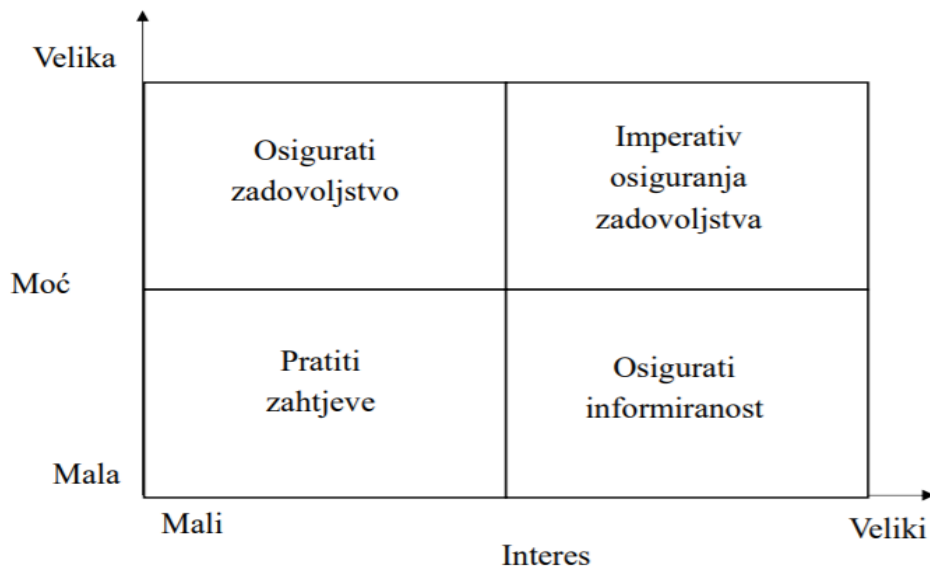 Velika
Osigurati
zadovoljstvo
Imperativ
osiguranja
zadovoljstva
Moć
Pratiti
zahtjeve
Osigurati
informiranost
Mala
Mali
Veliki
Interes